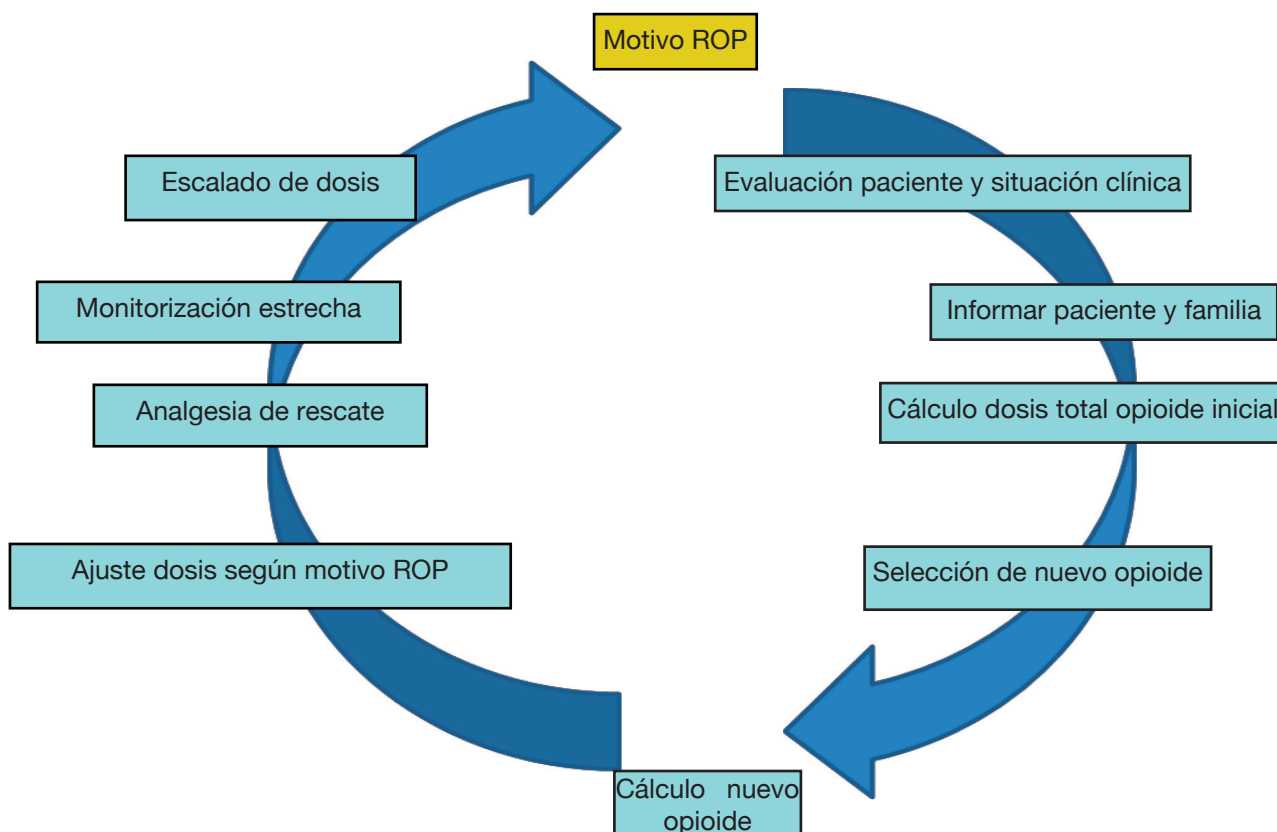 Motivo ROP
Evaluación paciente y situación clínica
Informar paciente y familia
Cálculo dosis total opioide inicial
Selección de nuevo opioide
Cálculo nuevo
opioide
Ajuste dosis según motivo ROP
Analgesia de rescate
Monitorización estrecha
Escalado de dosis